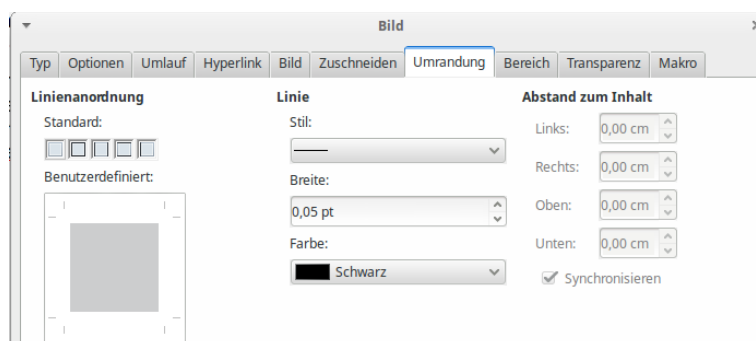 Bild
Typ Optionen Umlauf Hyperlink Bild Zuschneiden Umrandung Bereich Transparenz Makro
Linienanordnung
Standard:
Benutzerdefiniert:
Linie
Stil:
Breite:
0,05 pt
Farbe:
Schwarz
Abstand zum Inhalt
Links: 0,00 cm
Rechts: 0,00 cm
Oben: 0,00 cm
Unten: 0,00 cm
Synchronisieren